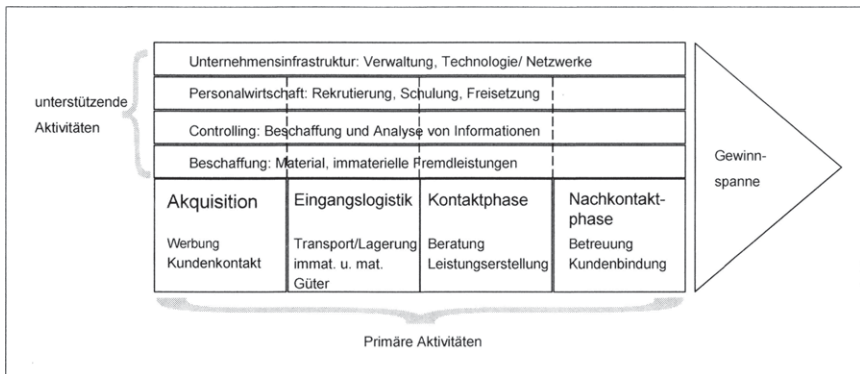 Unternehmensinfrastruktur: Verwaltung, Technologie/ Netzwerke
Personalwirtschaft: Rekrutierung, Schulung, Freisetzung
Controlling: Beschaffung und Analyse von Informationen
Beschaffung: Material, immaterielle Fremdleistungen
unterstützende
Aktivitäten
Akquisition
Werbung
Kundenkontakt
Eingangslogistik
Transport/Lagerung
immat. u. mat.
Güter
Kontaktphase
Beratung
Leistungserstellung
Nachkontakt-
phase
Betreuung
Kundenbindung
Gewinn-
spanne
Primäre Aktivitäten